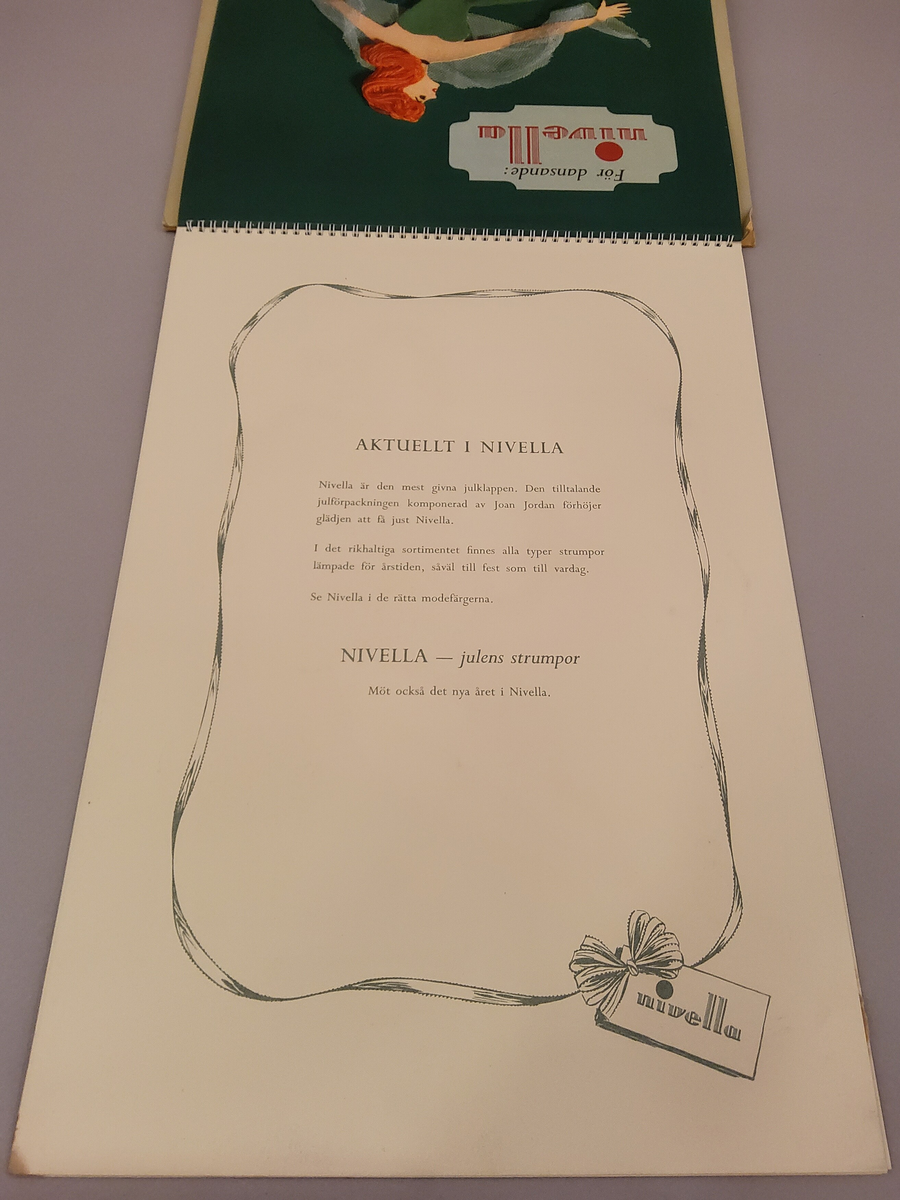 För dansande:
nivella
AKTUELLT I NIVELLA
Nivella är den mest givna julklappen. Den tilltalande
julförpackningen komponerad av Joan Jordan förhöjer
glädjen att få just Nivella.
I det rikhaltiga sortimentet finnes alla typer strumpor
lämpade för årstiden, såväl till fest som till vardag.
Se Nivella i de rätta modefärgerna.
NIVELLA — julens strumpor
Möt också det nya året i Nivella.
nivella